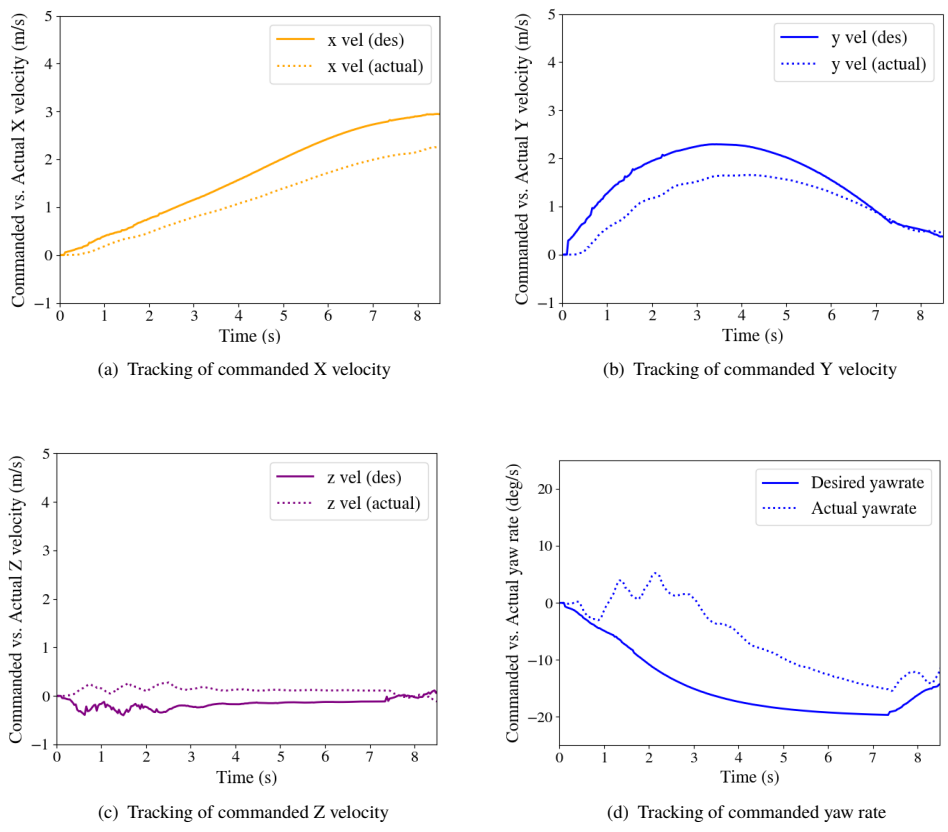 Commanded vs. Actual X velocity (m/s)
5
4
3
2
1
0
−1
x vel (des)
x vel (actual)
0 1 2 3 4 5 6 7 8
Time (s)
(a) Tracking of commanded X velocity
Commanded vs. Actual Y velocity (m/s)
5
4
3
2
1
0
−1
y vel (des)
y vel (actual)
0 1 2 3 4 5 6 7 8
Time (s)
(b) Tracking of commanded Y velocity
Commanded vs. Actual Z velocity (m/s)
5
4
3
2
1
0
−1
z vel (des)
z vel (actual)
0 1 2 3 4 5 6 7 8
Time (s)
(c) Tracking of commanded Z velocity
Commanded vs. Actual yaw rate (deg/s)
20
10
0
−10
−20
Desired yawrate
Actual yawrate
0 1 2 3 4 5 6 7 8
Time (s)
(d) Tracking of commanded yaw rate